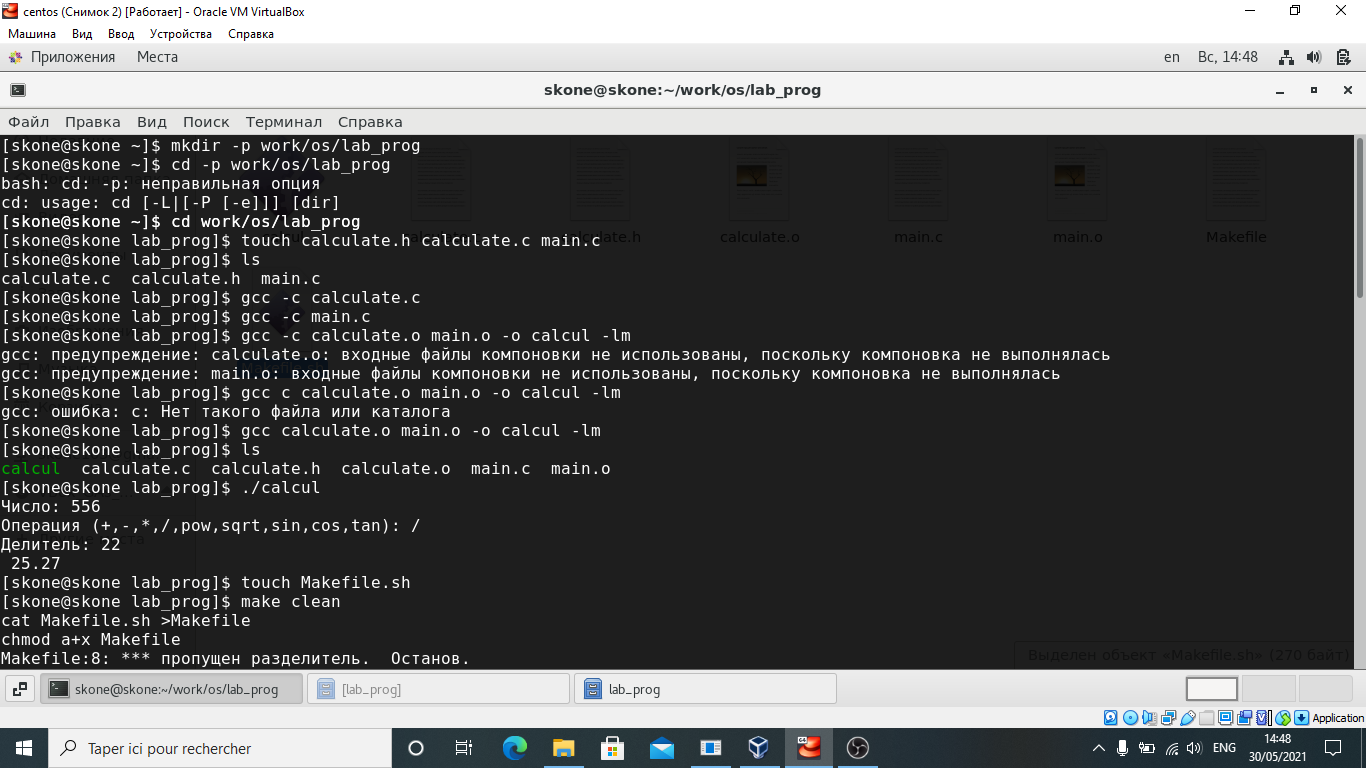 centos (Снимок 2) [Работает] - Oracle VM VirtualBox
Машина Вид Ввод Устройства Справка
Приложения Места en Вс, 14:48
skone@skone:~/work/os/lab_prog
Файл Правка Вид Поиск Терминал Справка
[skone@skone ~]$ mkdir -p work/os/lab_prog
[skone@skone ~]$ cd -p work/os/lab_prog
bash: cd: -p: неправильная опция
cd: usage: cd [-L|[-P [-e]]] [dir]
[skone@skone ~]$ cd work/os/lab_prog
[skone@skone lab_prog]$ touch calculate.h calculate.c main.c
calculate.o main.c main.o Makefile
[skone@skone lab_prog]$ ls
calculate.c calculate.h main.c
[skone@skone lab_prog]$ gcc -c calculate.c
[skone@skone lab_prog]$ gcc -c main.c
[skone@skone lab_prog]$ gcc -c calculate.o main.o -o calcul -lm
gcc: предупреждение: calculate.o: входные файлы компоновки не использованы, поскольку компоновка не выполнялась
gcc: предупреждение: main.o: входные файлы компоновки не использованы, поскольку компоновка не выполнялась
[skone@skone lab_prog]$ gcc c calculate.o main.o -o calcul -lm
gcc: ошибка: c: Нет такого файла или каталога
[skone@skone lab_prog]$ gcc calculate.o main.o -o calcul -lm
[skone@skone lab_prog]$ ls
calcul calculate.c calculate.h calculate.o main.c main.o
[skone@skone lab_prog]$ ./calcul
Число: 556
Операция (+,-,*,/,pow,sqrt,sin,cos,tan): /
Делитель: 22
25.27
[skone@skone lab_prog]$ touch Makefile.sh
[skone@skone lab_prog]$ make clean
cat Makefile.sh >Makefile
chmod a+x Makefile
Makefile:8: *** пропущен разделитель. Останов.
Выделен объект «Makefile.sh» (270 байт)
skone@skone:~/work/os/lab_prog [lab_prog] lab_prog
Application
Taper ici pour rechercher
ENG
14:48
30/05/2021